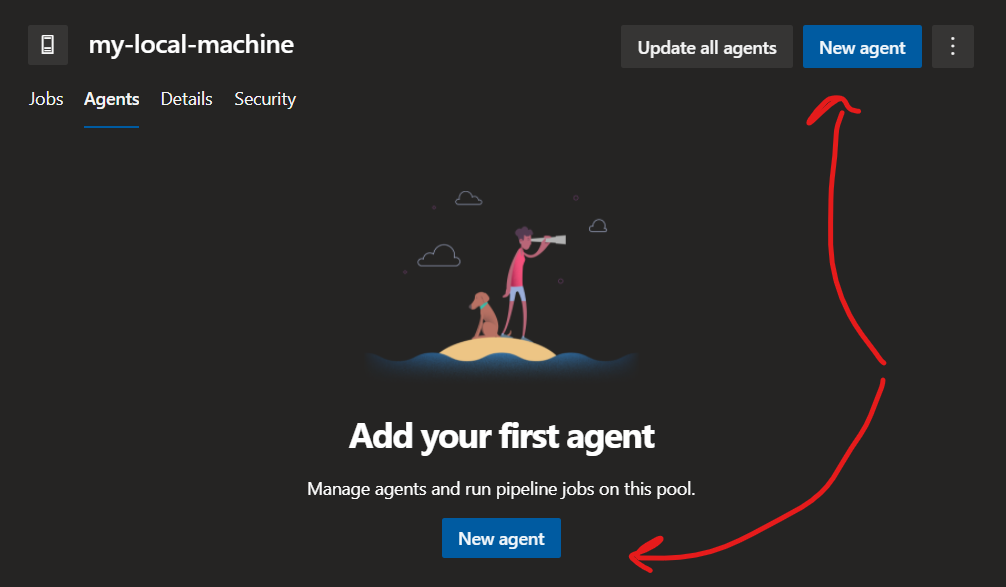 my-local-machine
Update all agents
New agent
Jobs
Agents
Details
Security
Add your first agent
Manage agents and run pipeline jobs on this pool.
New agent